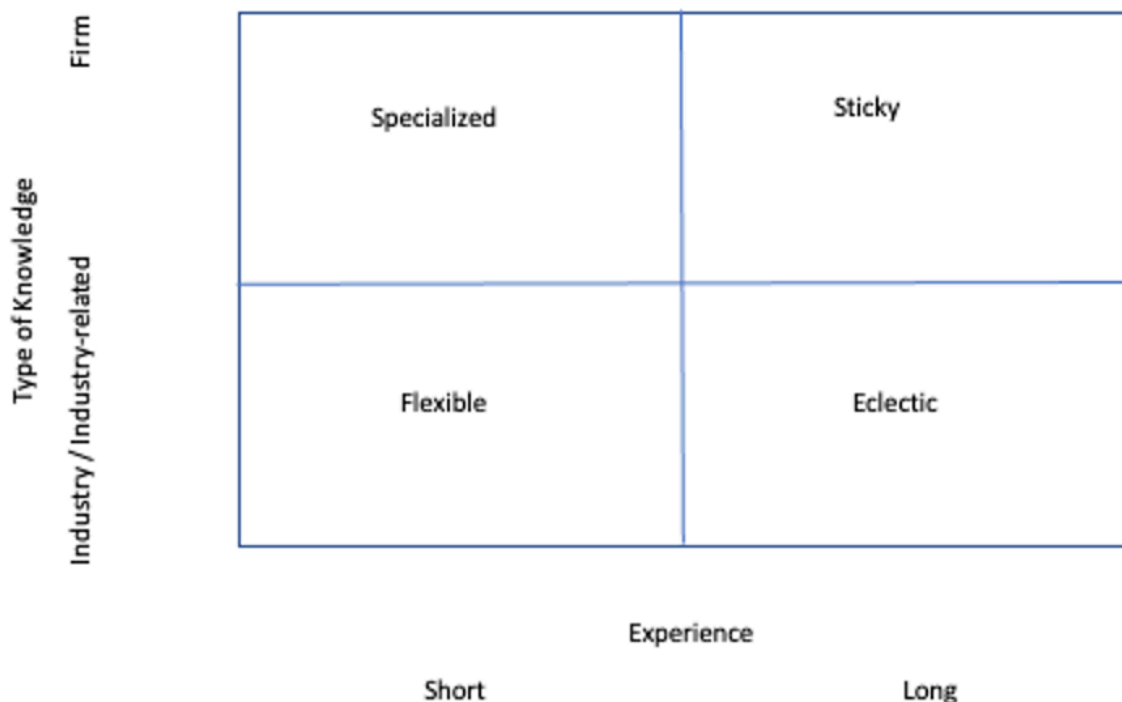 Firm
Specialized
Sticky
Type of Knowledge
Industry / Industry-related
Flexible
Eclectic
Experience
Short
Long